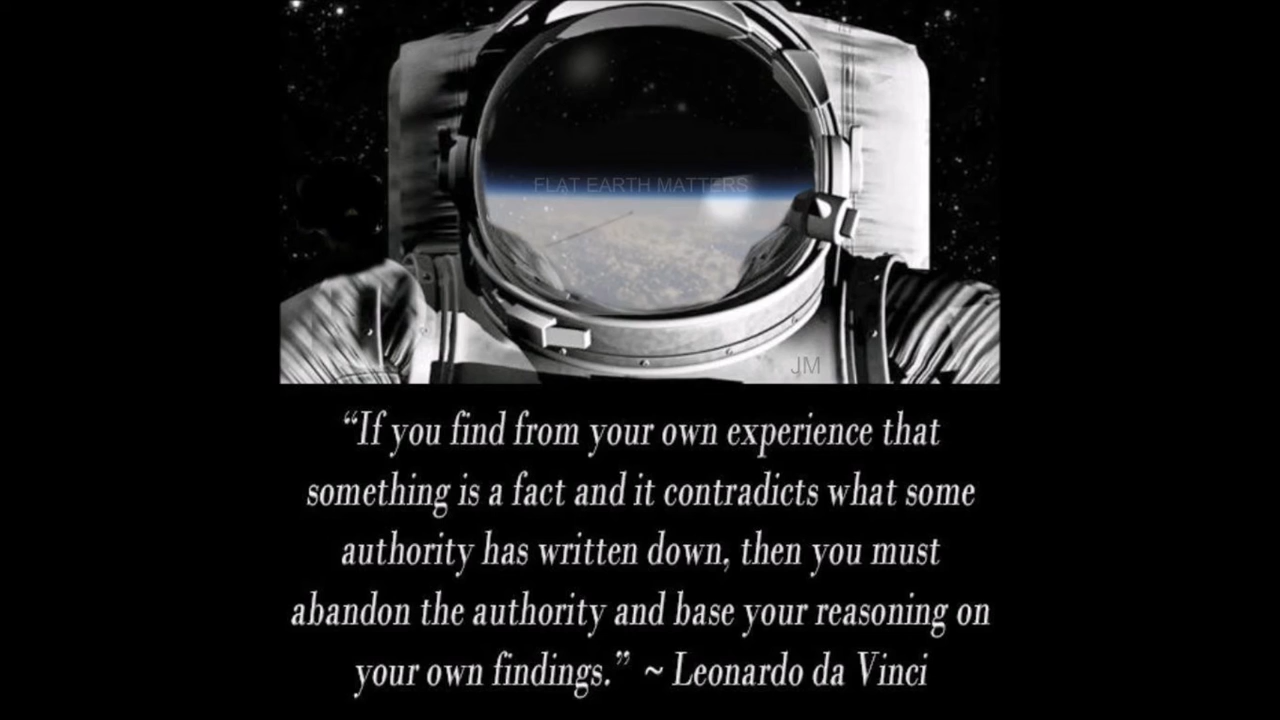 FLAT EARTH MATTERS
JM
“If you find from your own experience that
something is a fact and it contradicts what some
authority has written down, then you must
abandon the authority and base your reasoning on
your own findings.” ~ Leonardo da Vinci